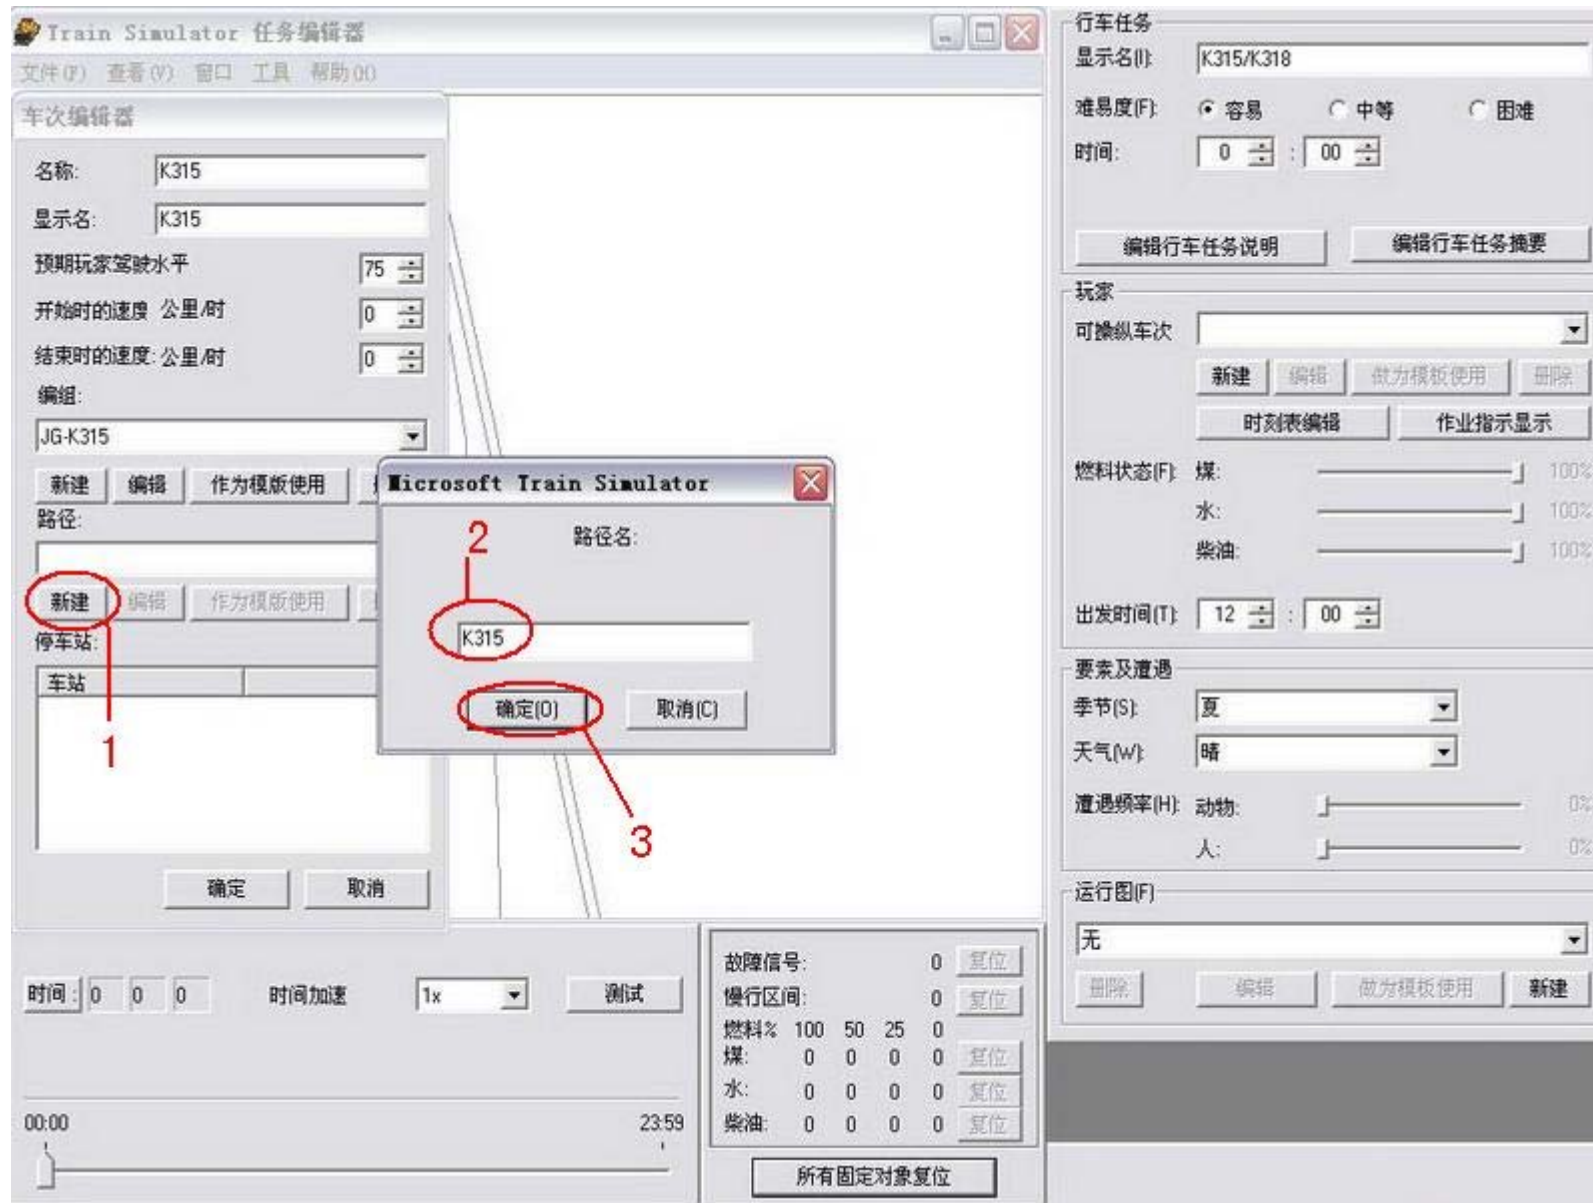 Train Simulator 任务编辑器
文件(F) 查看(V) 窗口 工具 帮助(H)
车次编辑器
名称: K315
显示名: K315
预期玩家驾驶水平 75
开始时的速度 公里/时 0
结束时的速度: 公里/时 0
编组:
JG-K315
新建 编辑 作为模版使用
路径:
新建 编辑 作为模版使用
停车站:
车站
1
确定 取消
Microsoft Train Simulator
2
路径名:
K315
确定(O) 取消(C)
3
时间: 0 0 0 时间加速 1x 测试
00:00 23:59
故障信号: 0 复位
慢行区间: 0 复位
燃料% 100 50 25 0
煤: 0 0 0 0 复位
水: 0 0 0 0 复位
柴油: 0 0 0 0 复位
所有固定对象复位
行车任务
显示名(I): K315/K318
难易度(F): 容易 中等 困难
时间: 0 : 00
编辑行车任务说明 编辑行车任务摘要
玩家
可操纵车次
新建 编辑 做为模板使用 册除
时刻表编辑 作业指示显示
燃料状态(F): 煤: 100%
水: 100%
柴油: 100%
出发时间(T): 12 : 00
要素及遭遇
季节(S): 夏
天气(W): 晴
遭遇频率(H): 动物: 0%
人: 0%
运行图(F)
无
册除 编辑 做为模板使用 新建